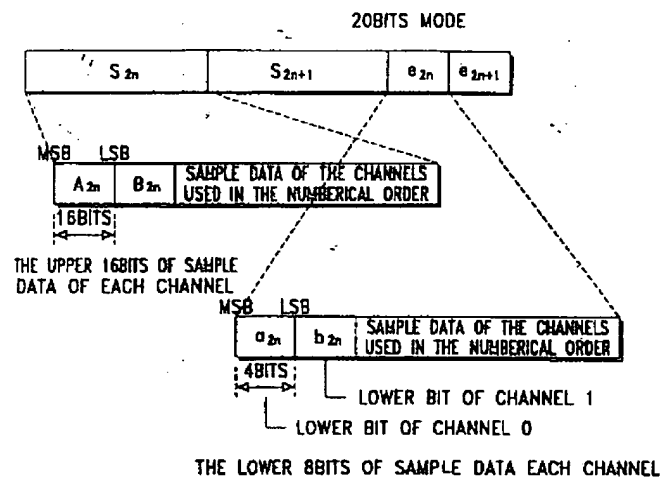 20BITS MODE
S2n S2n+1 e2n e2n+1
MSB LSB
A2n B2n SAMPLE DATA OF THE CHANNELS
USED IN THE NUMBERICAL ORDER
16BITS
THE UPPER 16BITS OF SAMPLE
DATA OF EACH CHANNEL
MSB LSB
a2n b2n SAMPLE DATA OF THE CHANNELS
USED IN THE NUMBERICAL ORDER
4BITS
LOWER BIT OF CHANNEL 1
LOWER BIT OF CHANNEL 0
THE LOWER 8BITS OF SAMPLE DATA EACH CHANNEL